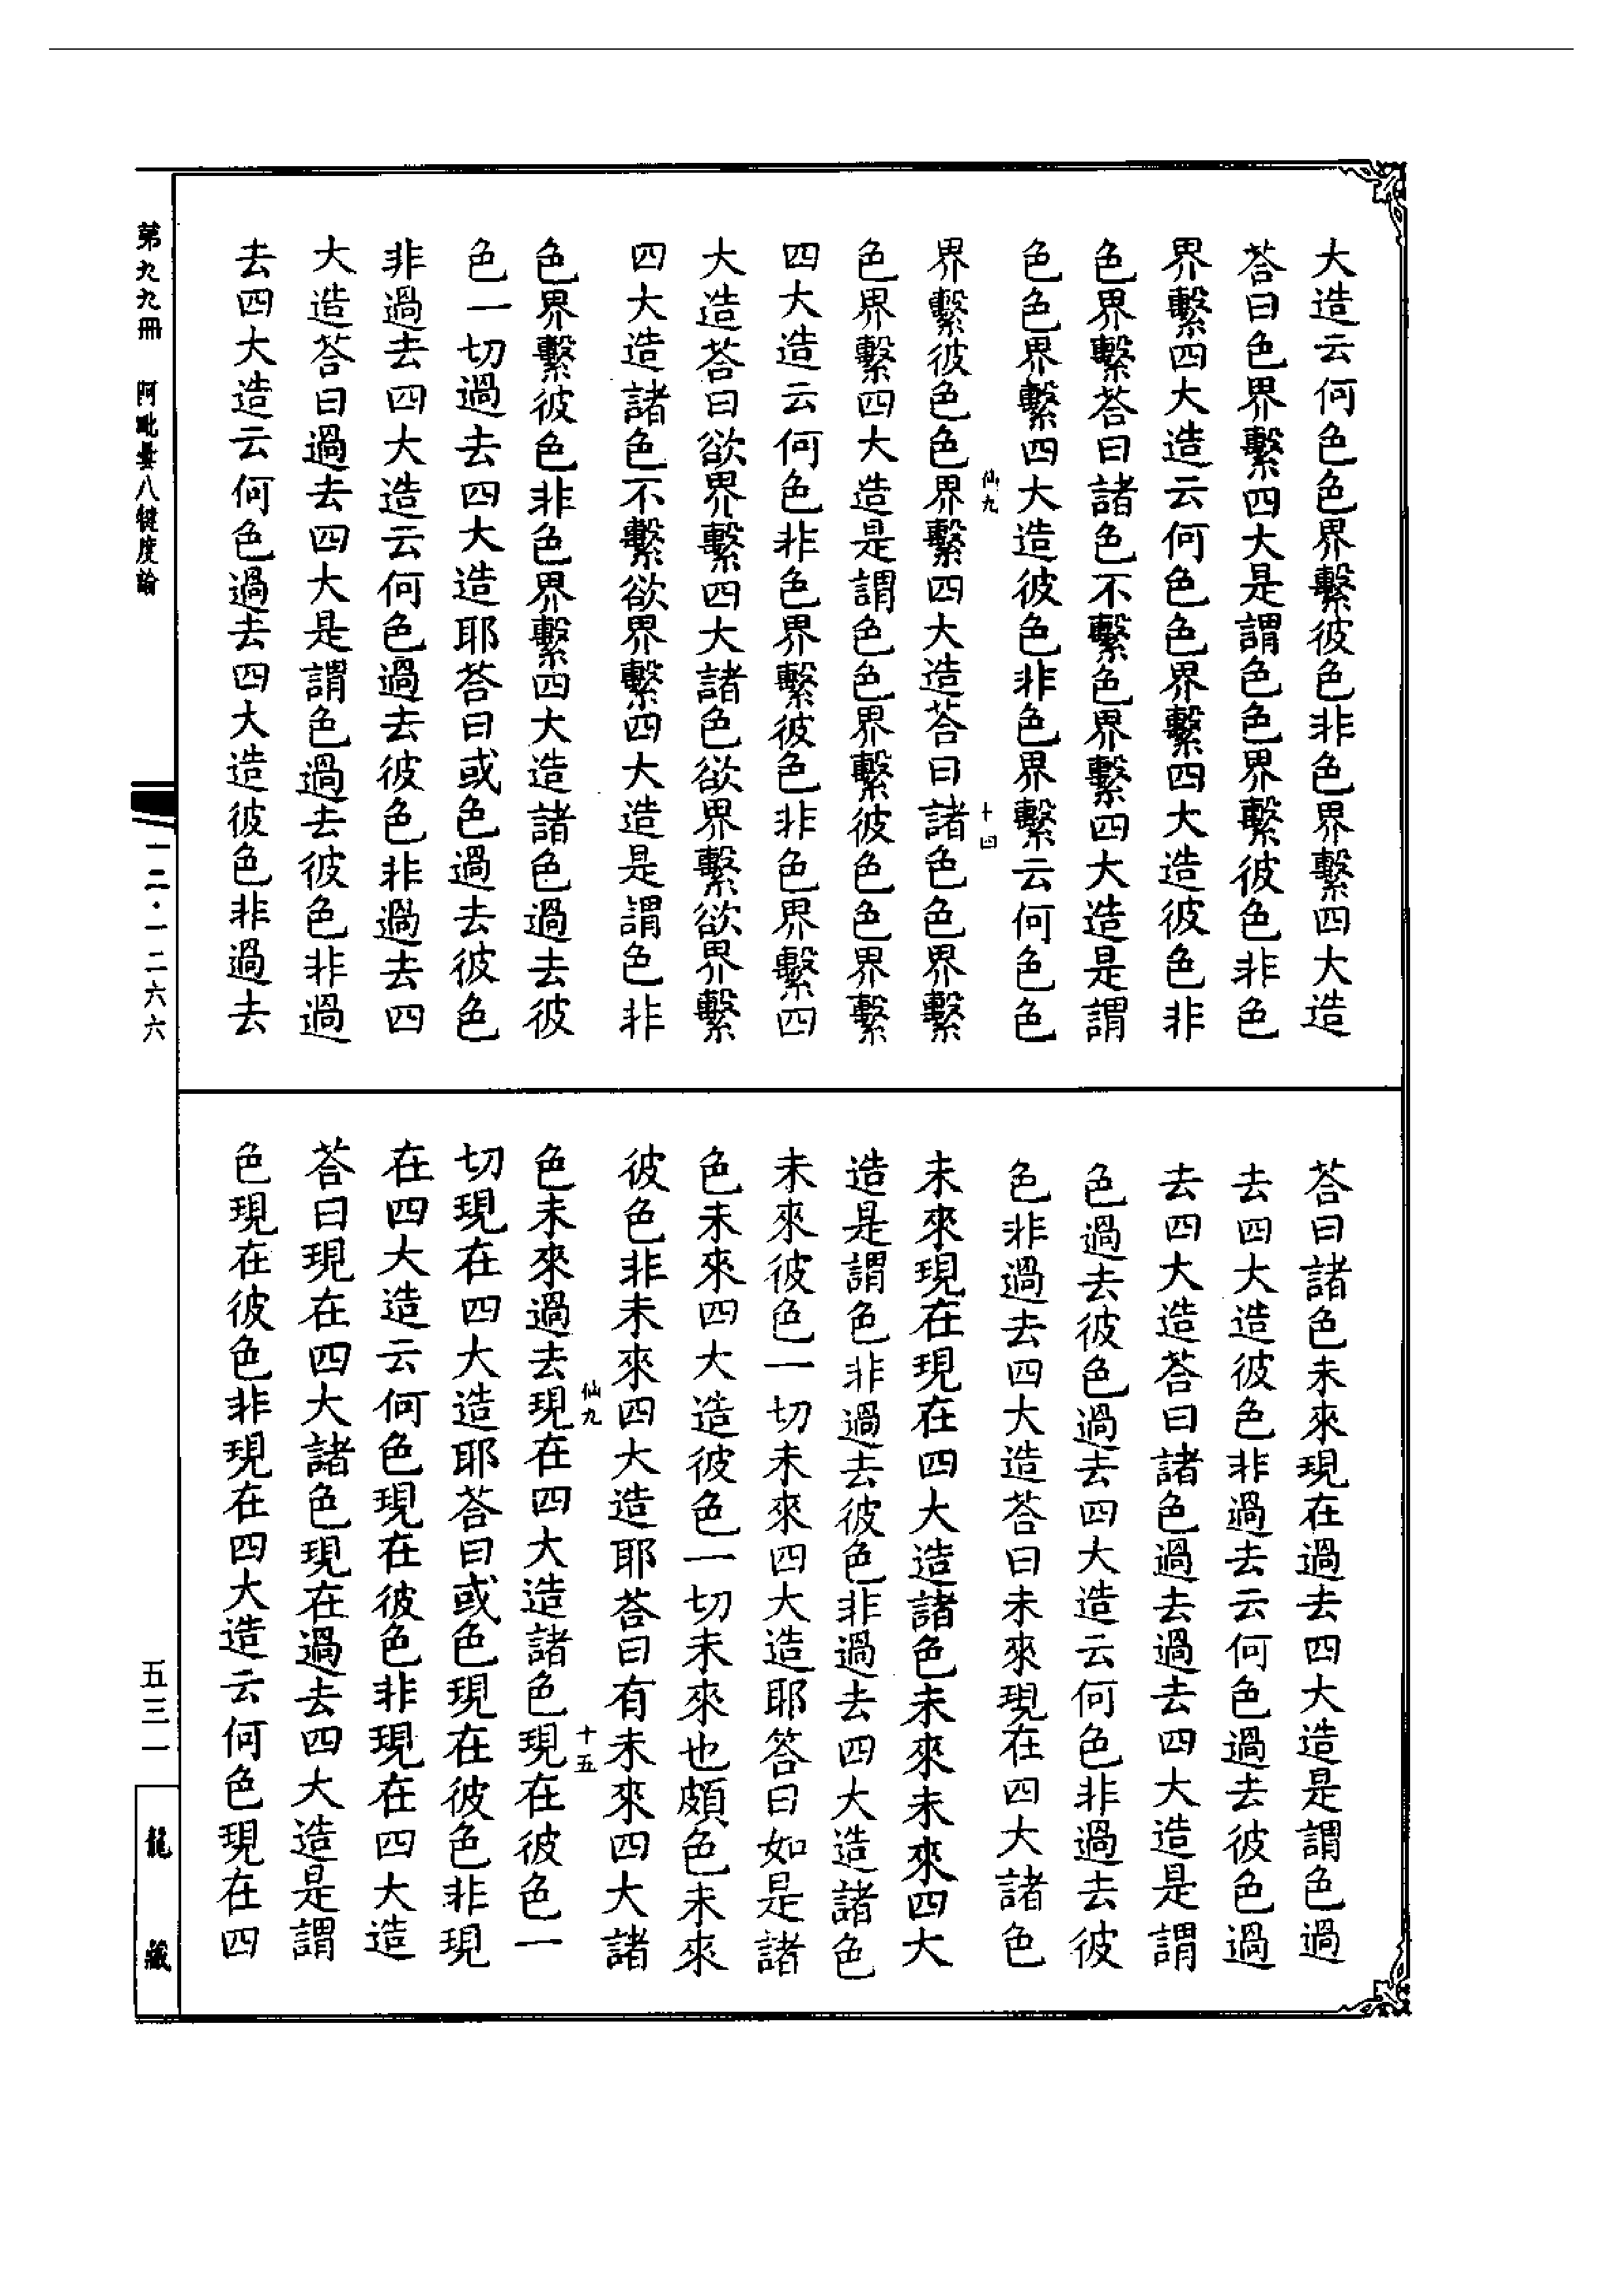 大造云何色色界繫彼色非色界繫四大造
荅曰色界繫四大是謂色色界繫彼色非色
界繫四大造云何色色界繫四大造彼色非
色界繫荅曰諸色不繫色界繫四大造是謂
色色界繫四大造彼色非色界繫云何色色
仙九
十四
界繫彼色色界繫四大造荅曰諸色色界繫
色界繫四大造是謂色色界繫彼色色界繫
四大造云何色非色界繫彼色非色界繫四
大造荅曰欲界繫四大諸色欲界繫欲界繫
四大造諸色不繫欲界繫四大造是謂色非
色界繫彼色非色界繫四大造諸色過去彼
色一切過去四大造耶荅曰或色過去彼色
非過去四大造云何色過去彼色非過去四
大造荅曰過去四大是謂色過去彼色非過
去四大造云何色過去四大造彼色非過去
荅曰諸色未來現在過去四大造是謂色過
去四大造彼色非過去云何色過去彼色過
去四大造荅曰諸色過去過去四大造是謂
色過去彼色過去四大造云何色非過去彼
色非過去四大造荅曰未來現在四大諸色
未來現在現在四大造諸色未來未來四大
造是謂色非過去彼色非過去四大造諸色
未來彼色一切未來四大造耶答曰如是諸
色未來四大造彼色一切未來也頗色未來
彼色非未來四大造耶荅曰有未來四大諸
仙九
十五
色未來過去現在四大造諸色現在彼色一
切現在四大造耶荅曰或色現在彼色非現
在四大造云何色現在彼色非現在四大造
荅曰現在四大諸色現在過去四大造是謂
色現在彼色非現在四大造云何色現在四
第九九冊 阿毗曇八犍度論
一二·一二六六
五三一
龍藏